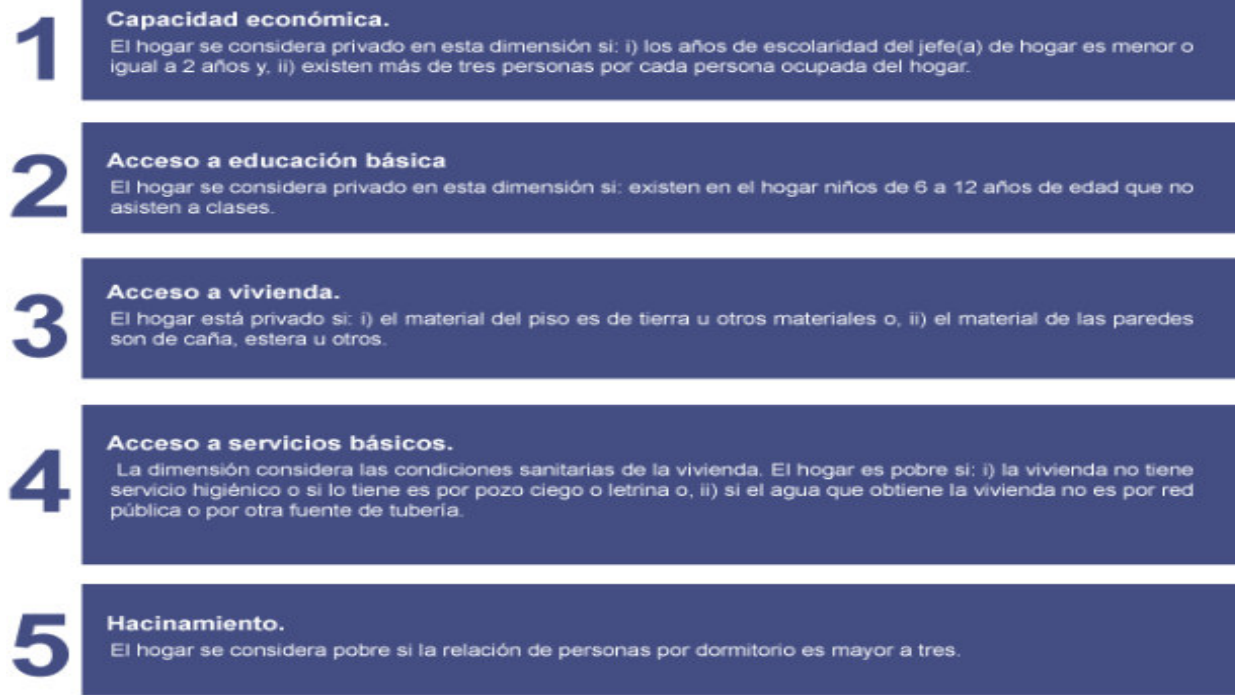 1
Capacidad económica.
El hogar se considera privado en esta dimensión si: i) los años de escolaridad del jefe(a) de hogar es menor o
igual a 2 años y, ii) existen más de tres personas por cada persona ocupada del hogar.
2
Acceso a educación básica
El hogar se considera privado en esta dimensión si: existen en el hogar niños de 6 a 12 años de edad que no
asisten a clases.
3
Acceso a vivienda.
El hogar está privado si: i) el material del piso es de tierra u otros materiales o, ii) el material de las paredes
son de caña, estera u otros.
4
Acceso a servicios básicos.
La dimensión considera las condiciones sanitarias de la vivienda. El hogar es pobre si: i) la vivienda no tiene
servicio higiénico o si lo tiene es por pozo ciego o letrina o, ii) si el agua que obtiene la vivienda no es por red
pública o por otra fuente de tubería.
5
Hacinamiento.
El hogar se considera pobre si la relación de personas por dormitorio es mayor a tres.